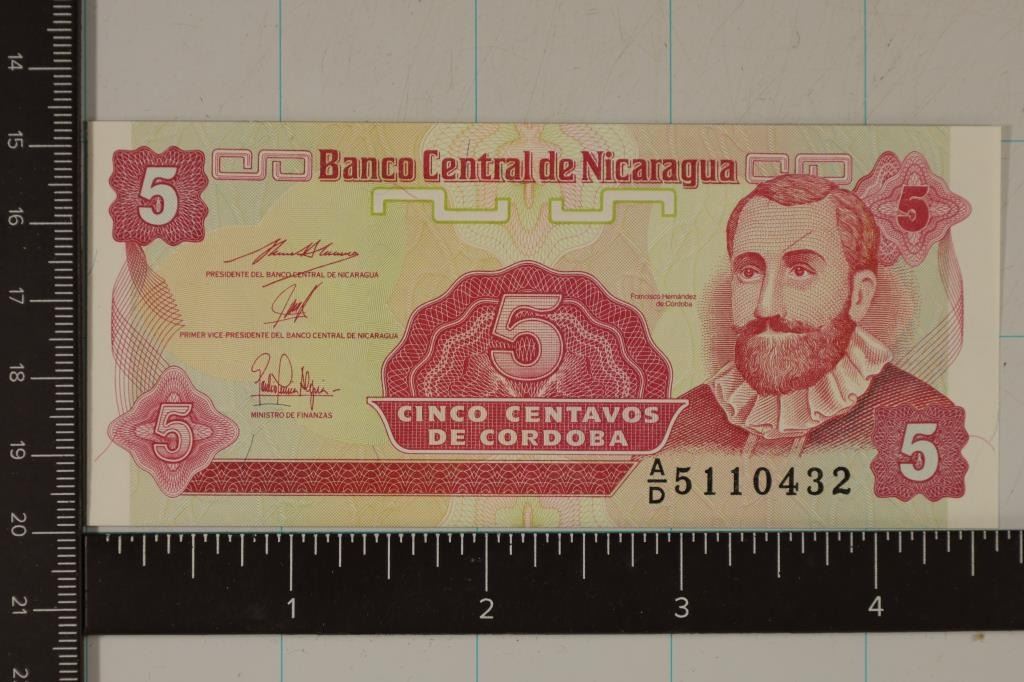 14
15
16
17
18
19
20
21
5
Banco Central de Nicaragua
5
PRESIDENTE DEL BANCO CENTRAL DE NICARAGUA
Francisco Hernández
de Córdoba
PRIMER VICE-PRESIDENTE DEL BANCO CENTRAL DE NICARAGUA
5
MINISTRO DE FINANZAS
CINCO CENTAVOS
DE CORDOBA
5
5
A/D 5110432
1 2 3 4